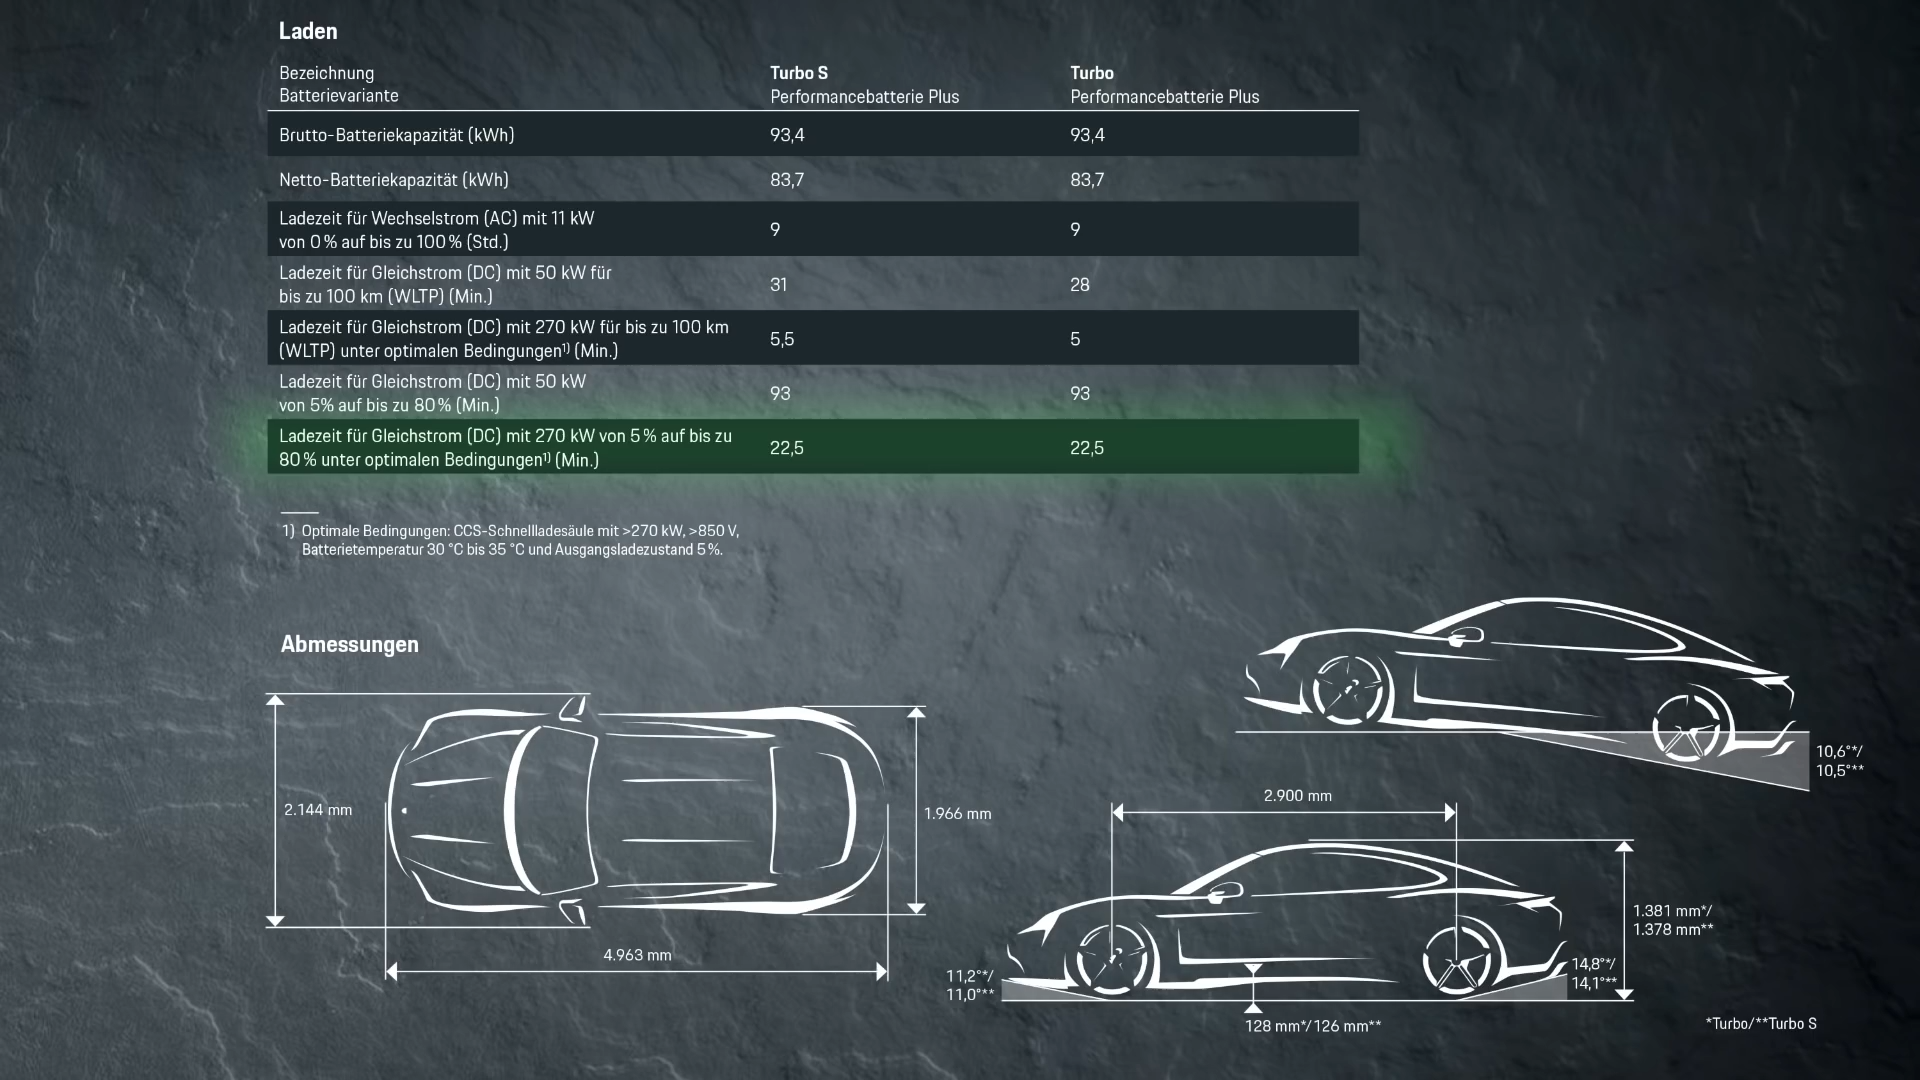 Laden
Bezeichnung
Batterievariante
Turbo S
Performancebatterie Plus
Turbo
Performancebatterie Plus
Brutto-Batteriekapazität (kWh) 93,4 93,4
Netto-Batteriekapazität (kWh) 83,7 83,7
Ladezeit für Wechselstrom (AC) mit 11 kW
von 0 % auf bis zu 100 % (Std.)
9 9
Ladezeit für Gleichstrom (DC) mit 50 kW für
bis zu 100 km (WLTP) (Min.)
31 28
Ladezeit für Gleichstrom (DC) mit 270 kW für bis zu 100 km
(WLTP) unter optimalen Bedingungen¹⁾ (Min.)
5,5 5
Ladezeit für Gleichstrom (DC) mit 50 kW
von 5% auf bis zu 80 % (Min.)
93 93
Ladezeit für Gleichstrom (DC) mit 270 kW von 5 % auf bis zu
80 % unter optimalen Bedingungen¹⁾ (Min.)
22,5 22,5
1) Optimale Bedingungen: CCS-Schnellladesäule mit >270 kW, >850 V,
Batterietemperatur 30 °C bis 35 °C und Ausgangsladezustand 5 %.
Abmessungen
2.144 mm
1.966 mm
4.963 mm
10,6°*/
10,5°**
2.900 mm
1.381 mm*/
1.378 mm**
11,2°*/
11,0°**
14,8°*/
14,1°**
128 mm*/126 mm**
*Turbo/**Turbo S